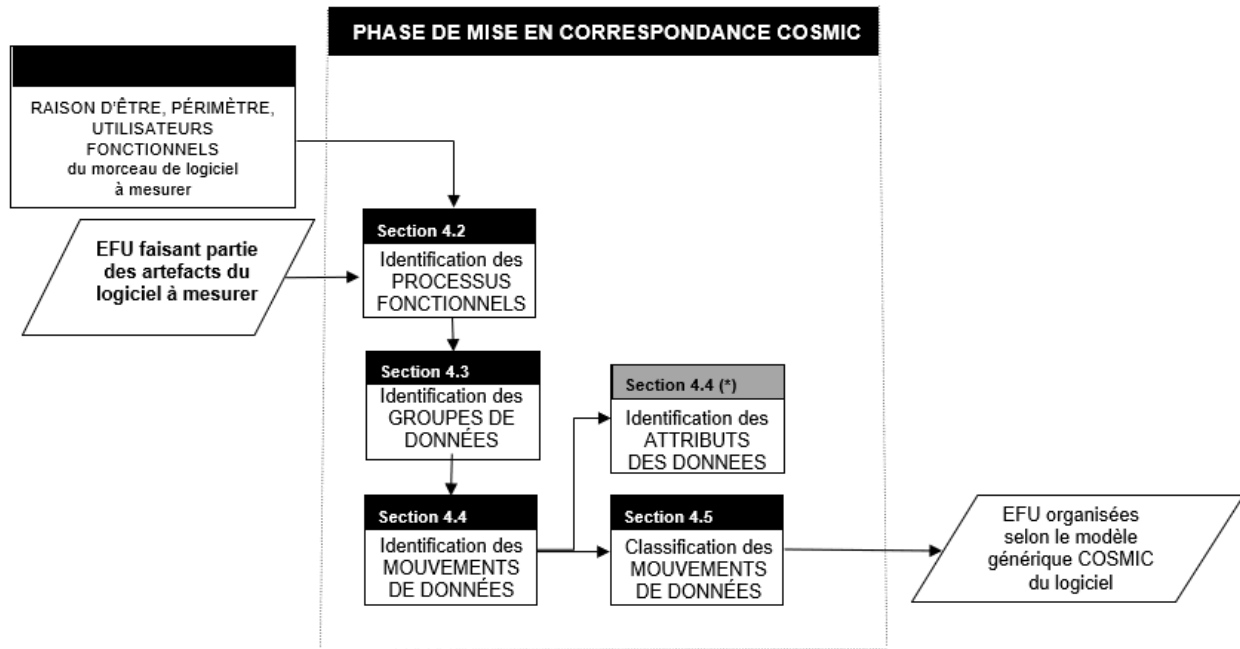 PHASE DE MISE EN CORRESPONDANCE COSMIC
RAISON D'ÊTRE, PÉRIMÈTRE,
UTILISATEURS
FONCTIONNELS
du morceau de logiciel
à mesurer
EFU faisant partie
des artefacts du
logiciel à mesurer
Section 4.2
Identification des
PROCESSUS
FONCTIONNELS
Section 4.3
Identification des
GROUPES DE
DONNÉES
Section 4.4 (*)
Identification des
ATTRIBUTS
DES DONNEES
Section 4.4
Identification des
MOUVEMENTS
DE DONNÉES
Section 4.5
Classification des
MOUVEMENTS
DE DONNÉES
EFU organisées
selon le modèle
générique COSMIC
du logiciel